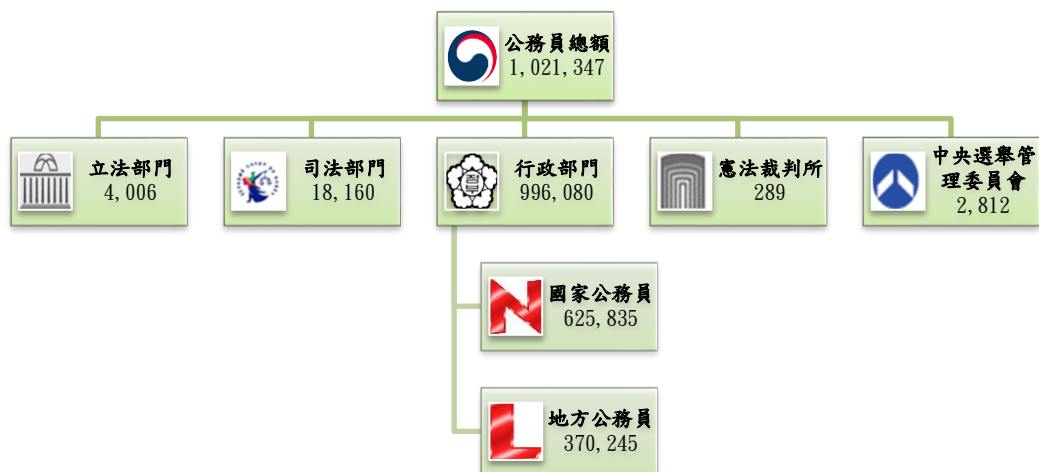 公務員總額
1,021,347
立法部門
4,006
司法部門
18,160
行政部門
996,080
憲法裁判所
289
中央選舉管
理委員會
2,812
國家公務員
625,835
地方公務員
370,245